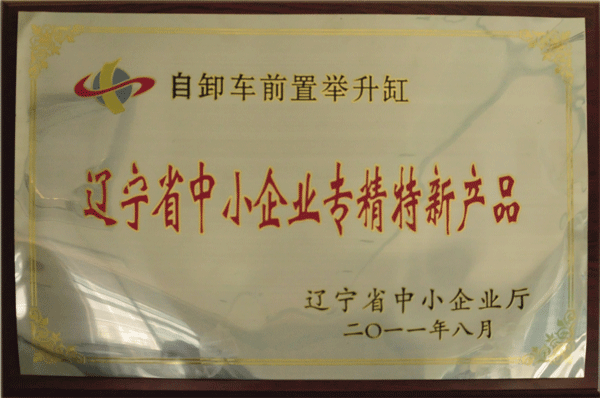 自卸车前置举升缸
辽宁省中小企业专精特新产品
辽宁省中小企业厅
二〇一一年八月